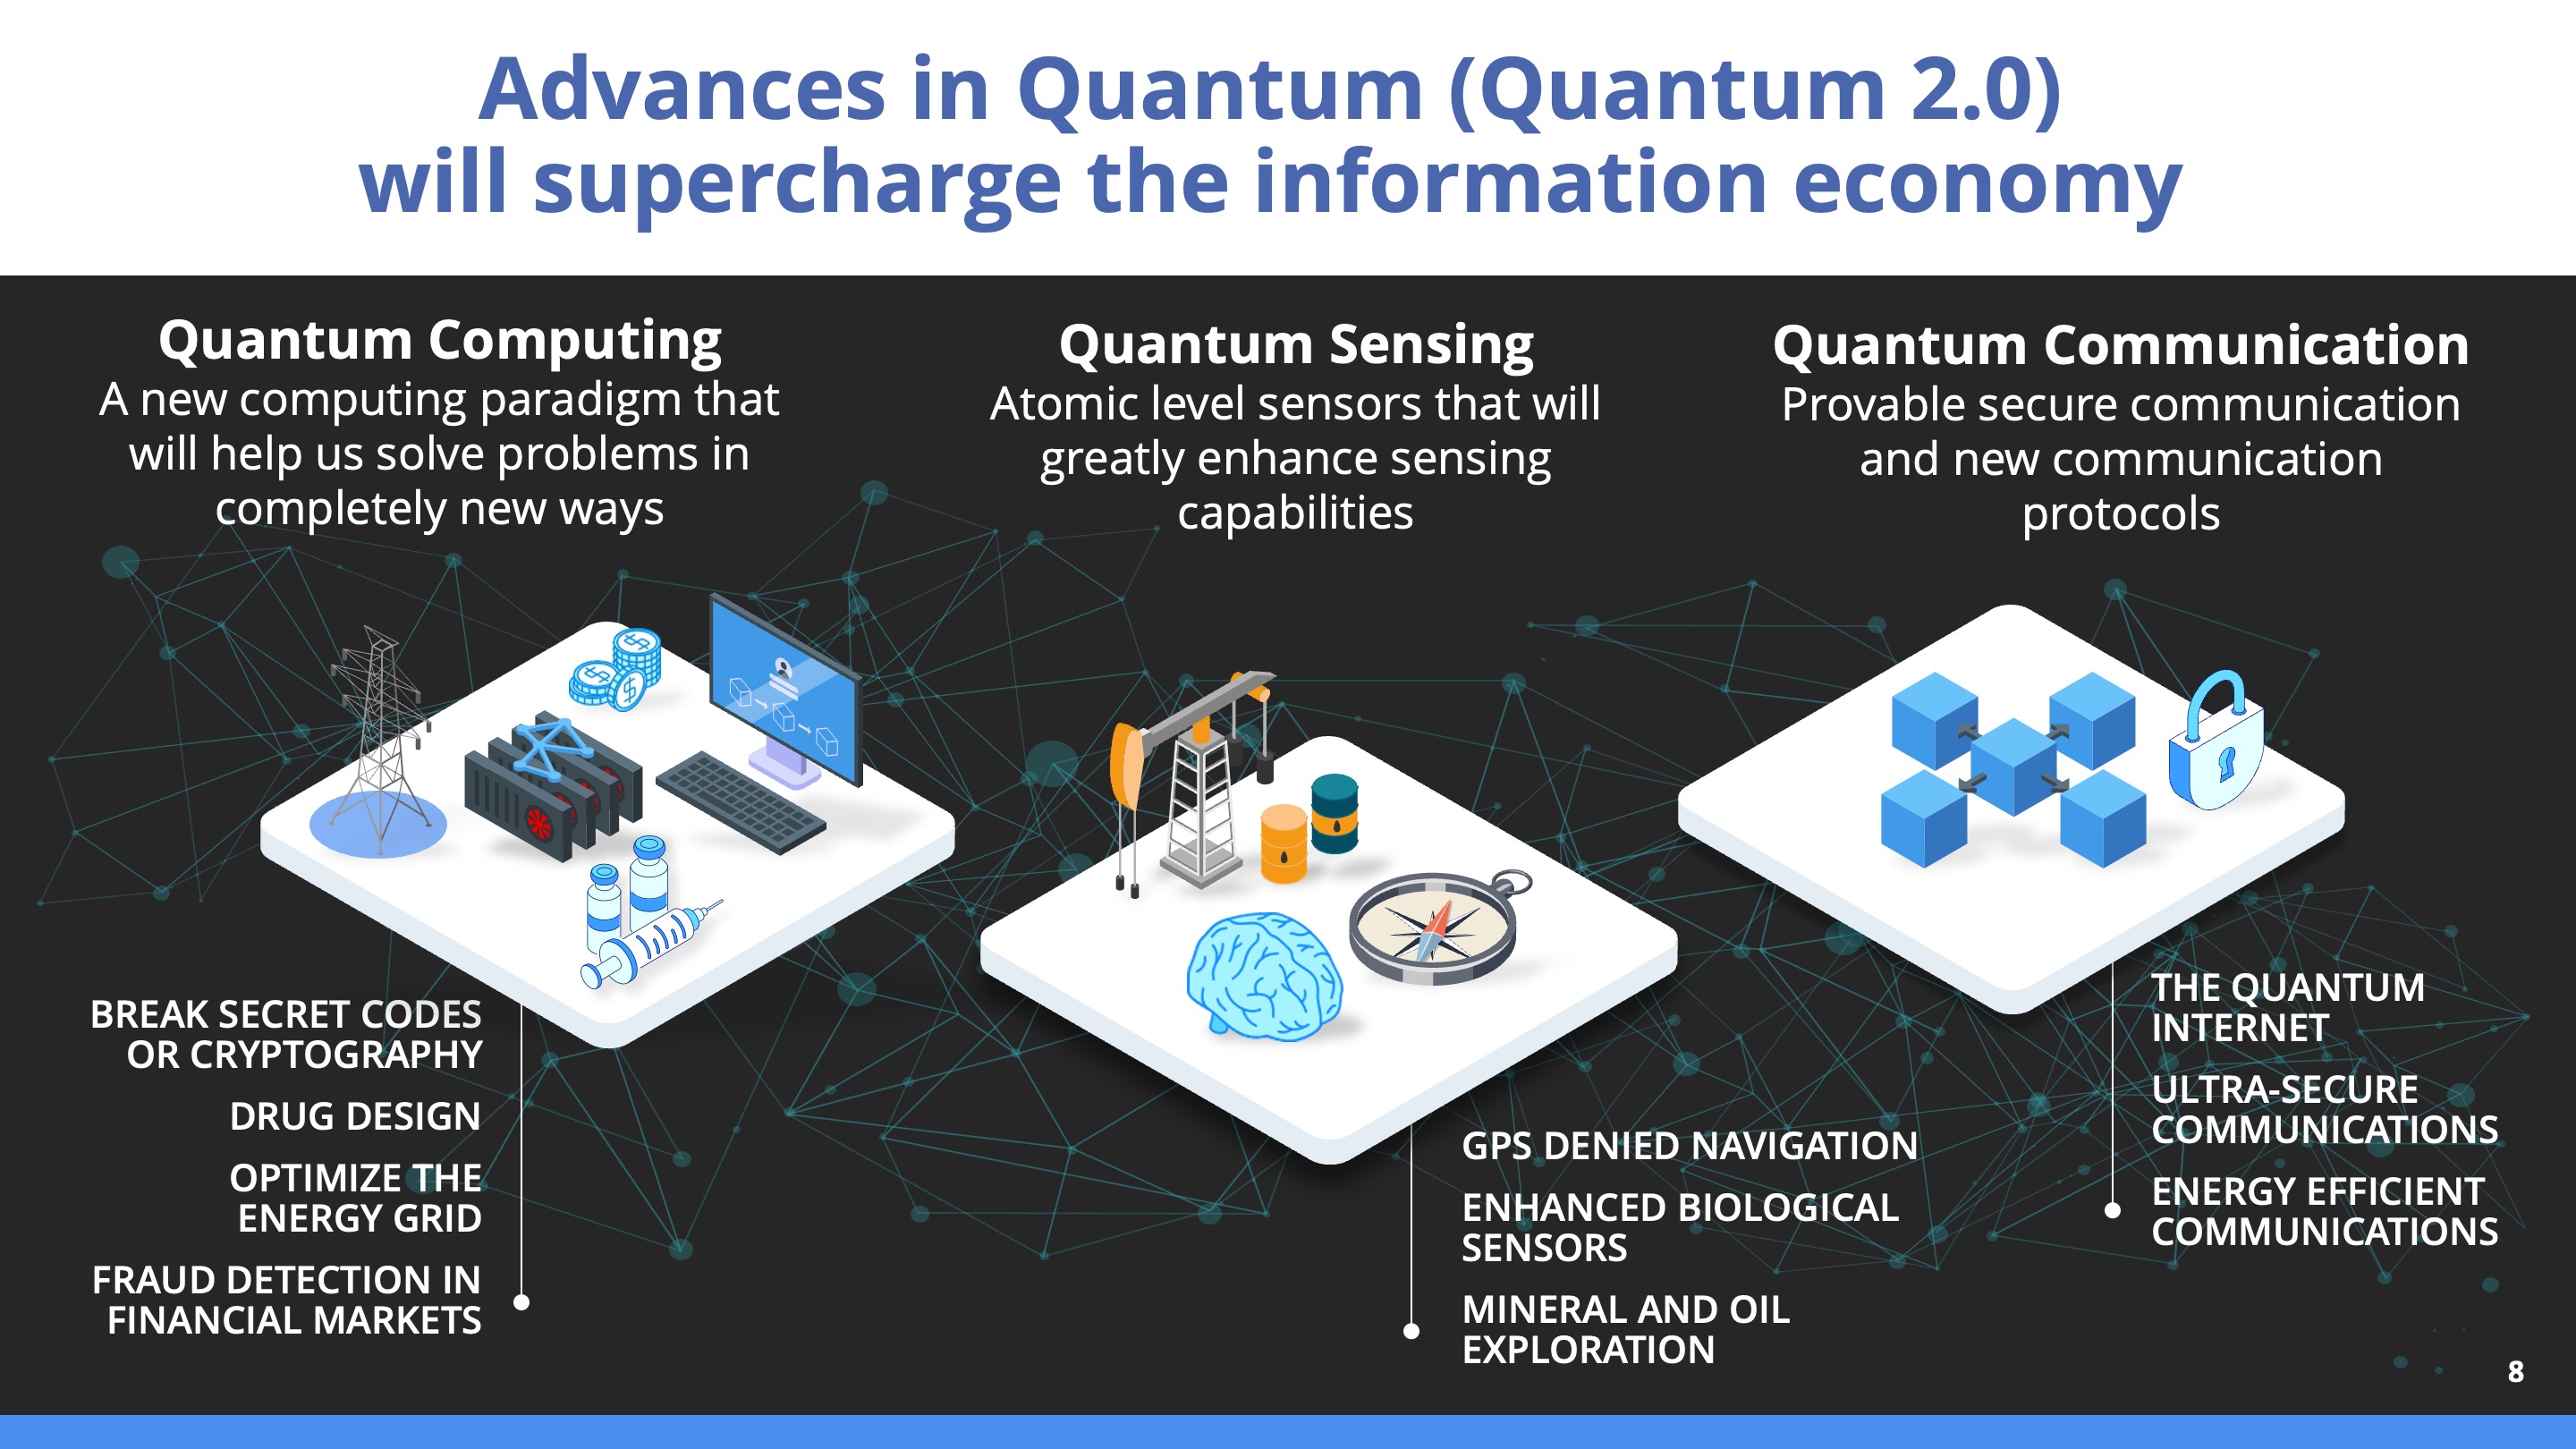 Advances in Quantum (Quantum 2.0)
will supercharge the information economy
Quantum Computing
A new computing paradigm that
will help us solve problems in
completely new ways
Quantum Sensing
Atomic level sensors that will
greatly enhance sensing
capabilities
Quantum Communication
Provable secure communication
and new communication
protocols
BREAK SECRET CODES
OR CRYPTOGRAPHY
DRUG DESIGN
OPTIMIZE THE
ENERGY GRID
FRAUD DETECTION IN
FINANCIAL MARKETS
GPS DENIED NAVIGATION
ENHANCED BIOLOGICAL
SENSORS
MINERAL AND OIL
EXPLORATION
THE QUANTUM
INTERNET
ULTRA-SECURE
COMMUNICATIONS
ENERGY EFFICIENT
COMMUNICATIONS
8